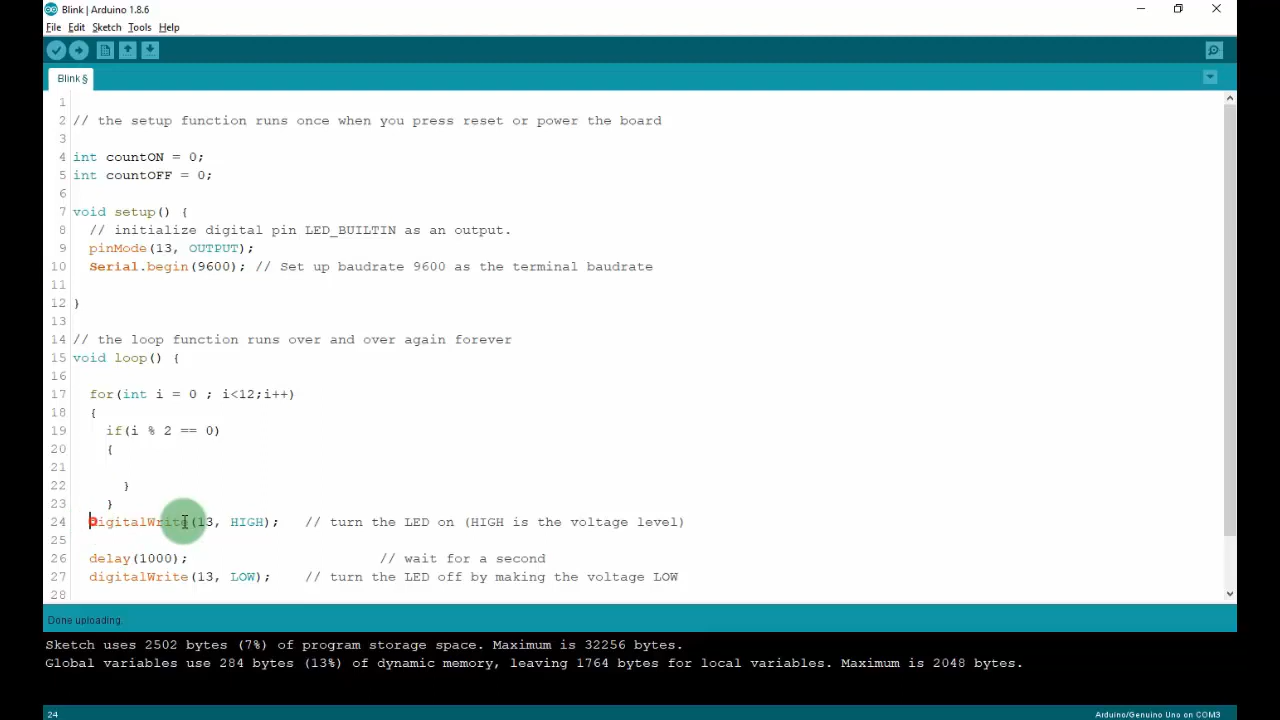 Blink | Arduino 1.8.6
File Edit Sketch Tools Help
Blink §
1
2 // the setup function runs once when you press reset or power the board
3
4 int countON = 0;
5 int countOFF = 0;
6
7 void setup() {
8 // initialize digital pin LED_BUILTIN as an output.
9 pinMode(13, OUTPUT);
10 Serial.begin(9600); // Set up baudrate 9600 as the terminal baudrate
11
12 }
13
14 // the loop function runs over and over again forever
15 void loop() {
16
17 for(int i = 0 ; i<12;i++)
18 {
19 if(i % 2 == 0)
20 {
21
22 }
23 }
24 digitalWrite(13, HIGH); // turn the LED on (HIGH is the voltage level)
25
26 delay(1000); // wait for a second
27 digitalWrite(13, LOW); // turn the LED off by making the voltage LOW
28
Done uploading.
Sketch uses 2502 bytes (7%) of program storage space. Maximum is 32256 bytes.
Global variables use 284 bytes (13%) of dynamic memory, leaving 1764 bytes for local variables. Maximum is 2048 bytes.
24 Arduino/Genuino Uno on COM3